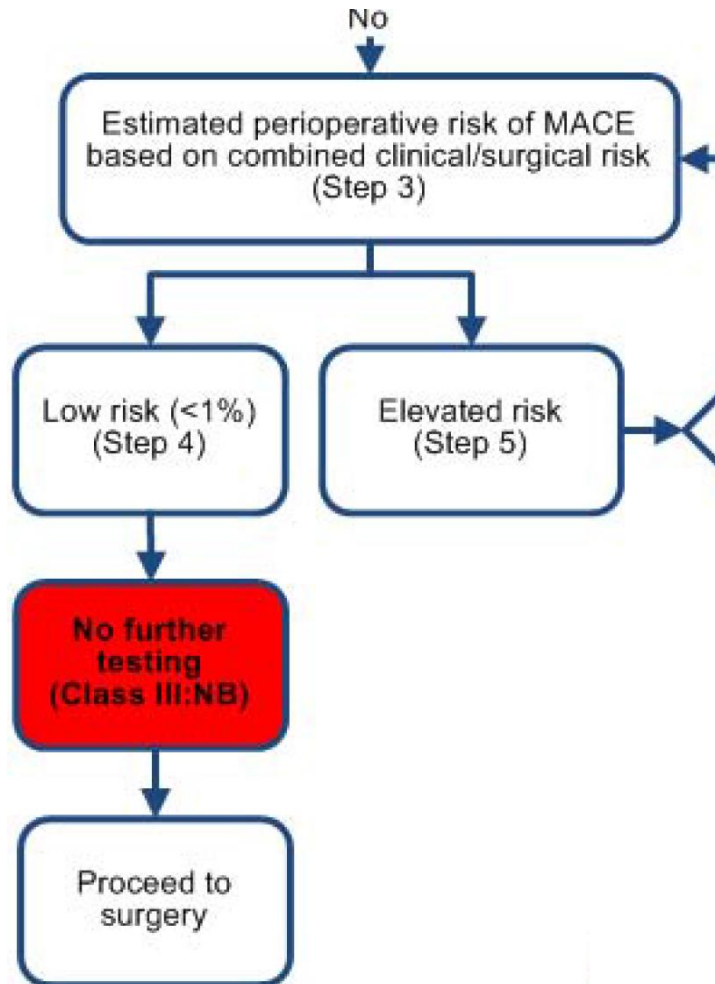 No
Estimated perioperative risk of MACE
based on combined clinical/surgical risk
(Step 3)
Low risk (<1%)
(Step 4)
Elevated risk
(Step 5)
No further
testing
(Class III:NB)
Proceed to
surgery